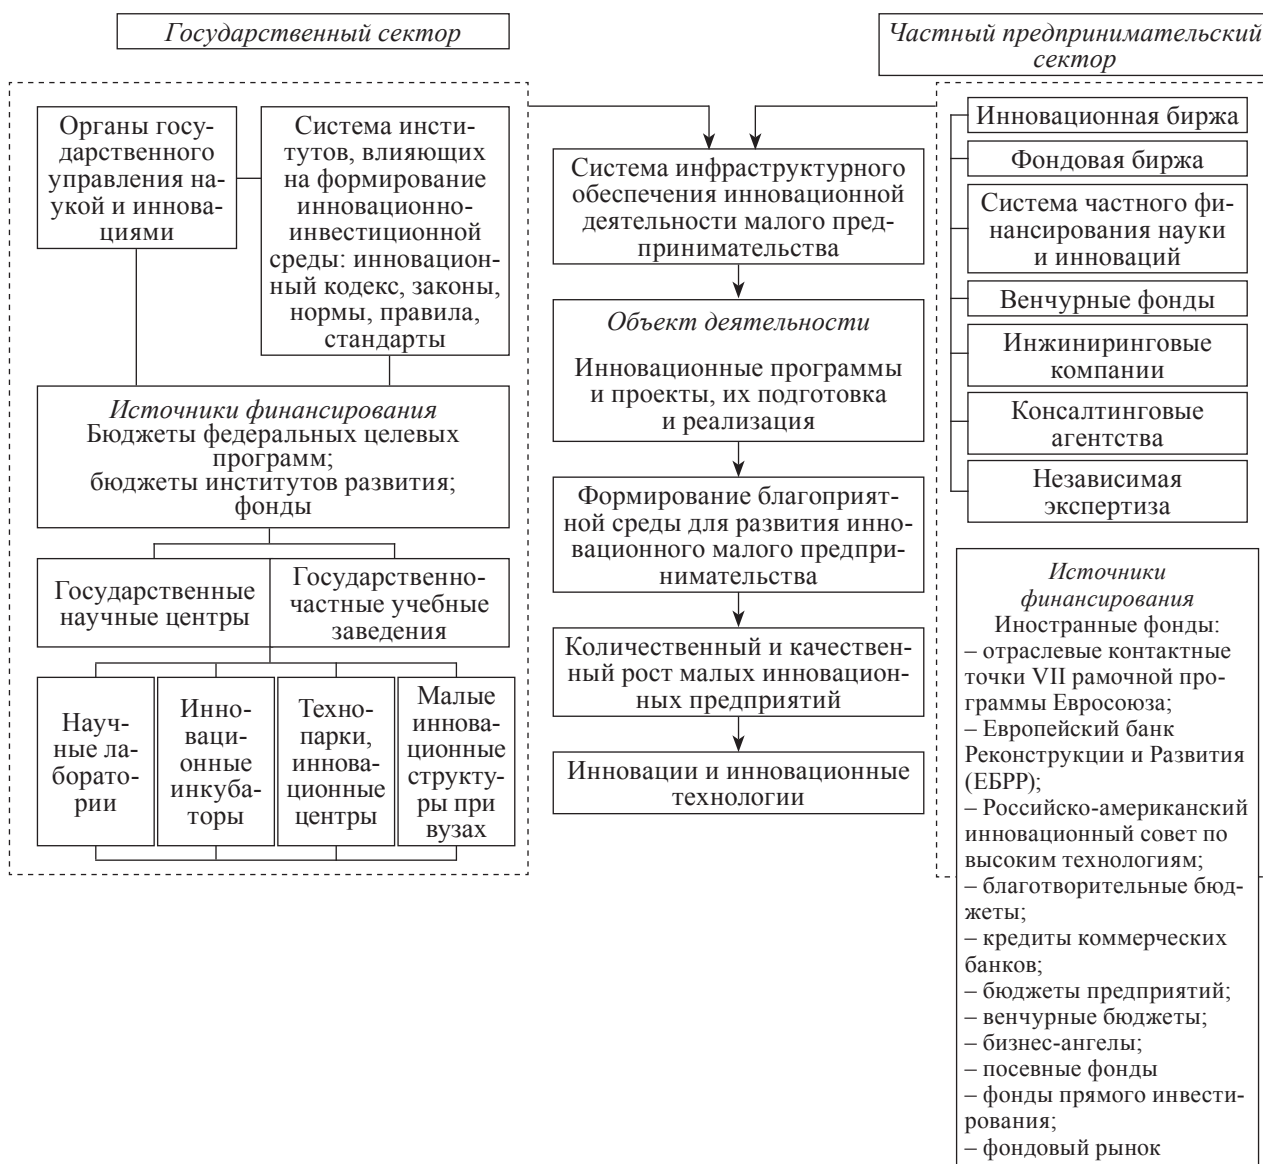 Государственный сектор
Частный предпринимательский
сектор
Органы госу-
дарственного
управления на-
укой и иннова-
циями
Система инсти-
тутов, влияющих
на формирование
инновационно-
инвестиционной
среды: инновацион-
ный кодекс, законы,
нормы, правила,
стандарты
Источники финансирования
Бюджеты федеральных целевых
программ;
бюджеты институтов развития;
фонды
Государственные
научные центры
Государственно-
частные учебные
заведения
Науч-
ные ла-
борато-
рии
Инно-
ваци-
онные
инкуба-
торы
Техно-
парки,
иннова-
ционные
центры
Малые
иннова-
ционные
структу-
ры при
вузах
Система инфраструктурного
обеспечения инновационной
деятельности малого пред-
принимательства
Объект деятельности
Инновационные программы
и проекты, их подготовка
и реализация
Формирование благоприят-
ной среды для развития инно-
вационного малого предпри-
нимательства
Количественный и качествен-
ный рост малых инновацион-
ных предприятий
Инновации и инновационные
технологии
Инновационная биржа
Фондовая биржа
Система частного фи-
нансирования науки
и инноваций
Венчурные фонды
Инжиниринговые
компании
Консалтинговые
агентства
Независимая
экспертиза
Источники
финансирования
Иностранные фонды:
– отраслевые контактные
точки VII рамочной про-
граммы Евросоюза;
– Европейский банк
Реконструкции и Развития
(ЕБРР);
– Российско-американский
инновационный совет по
высоким технологиям;
– благотворительные бюд-
жеты;
– кредиты коммерческих
банков;
– бюджеты предприятий;
– венчурные бюджеты;
– бизнес-ангелы;
– посевные фонды
– фонды прямого инвести-
рования;
– фондовый рынок